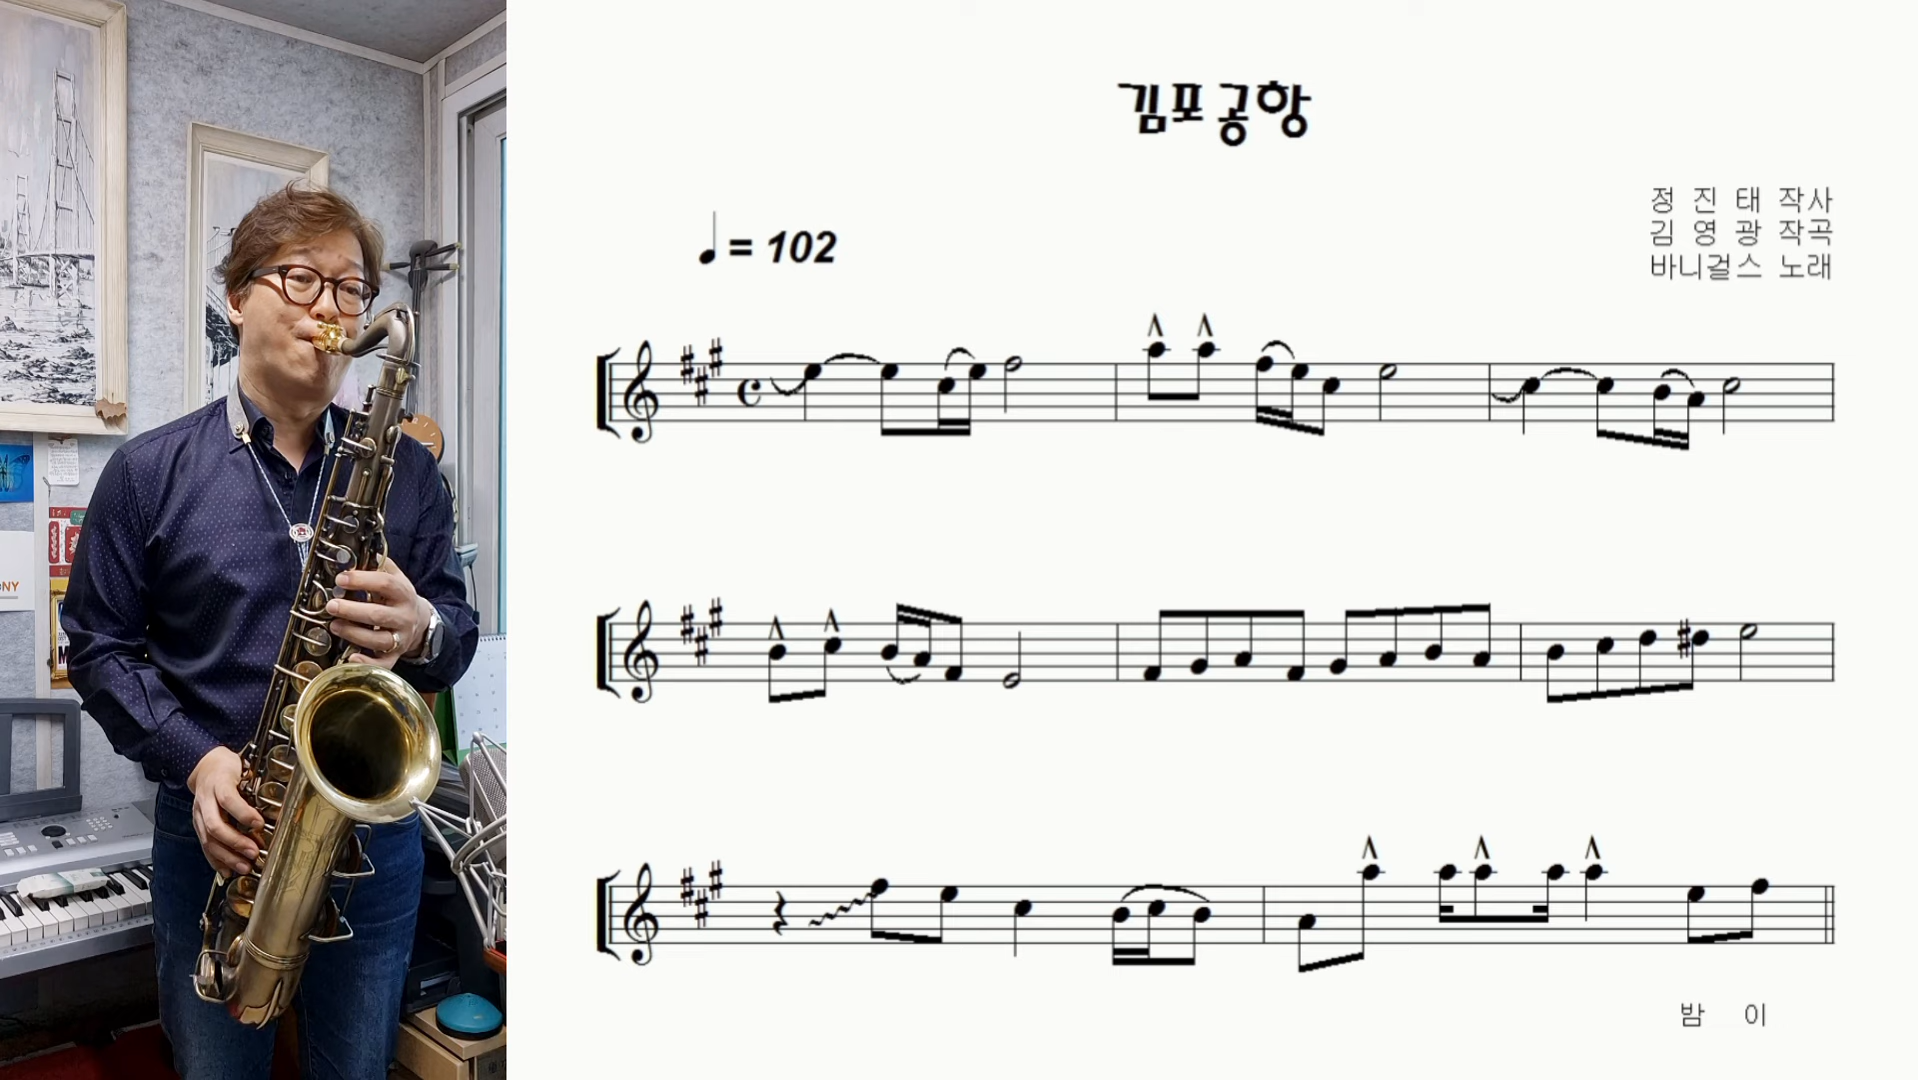 김포공항
정 진 태 작사
김 영 광 작곡
바니걸스 노래
= 102
밤 이
NY